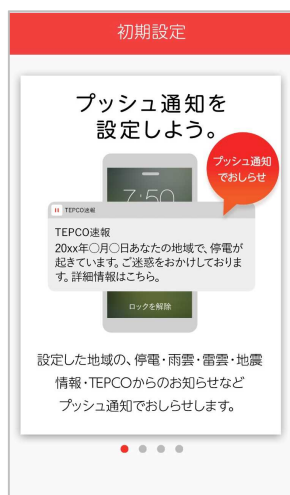 初期設定
プッシュ通知を
設定しよう。
プッシュ通知
でおしらせ
7:50
TEPCO速報
TEPCO速報
20xx年〇月〇日あなたの地域で、停電が
起きています。ご迷惑をおかけしておりま
す。詳細情報はこちら。
ロックを解除
設定した地域の、停電・雨雲・雷雲・地震
情報・TEPCOからのお知らせなど
プッシュ通知でおしらせします。